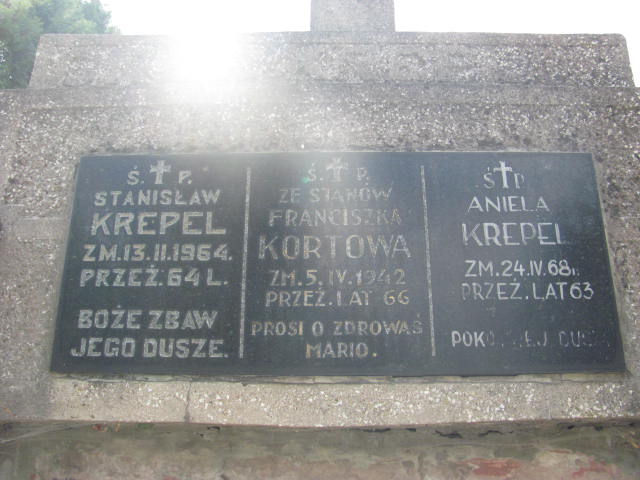 Ś. P.
STANISŁAW
KREPEL
ZM.13.II.1964.
PRZEŻ.64 L.
BOŻE ZBAW
JEGO DUSZE.
Ś. P.
ZE STANÓW
FRANCISZKA
KORTOWA
ZM.5.IV.1942
PRZEŻ. LAT 66
PROSI O ZDROWAŚ
MARIO.
Ś P.
ANIELA
KREPEL
ZM.24.IV.68r.
PRZEŻ. LAT 63